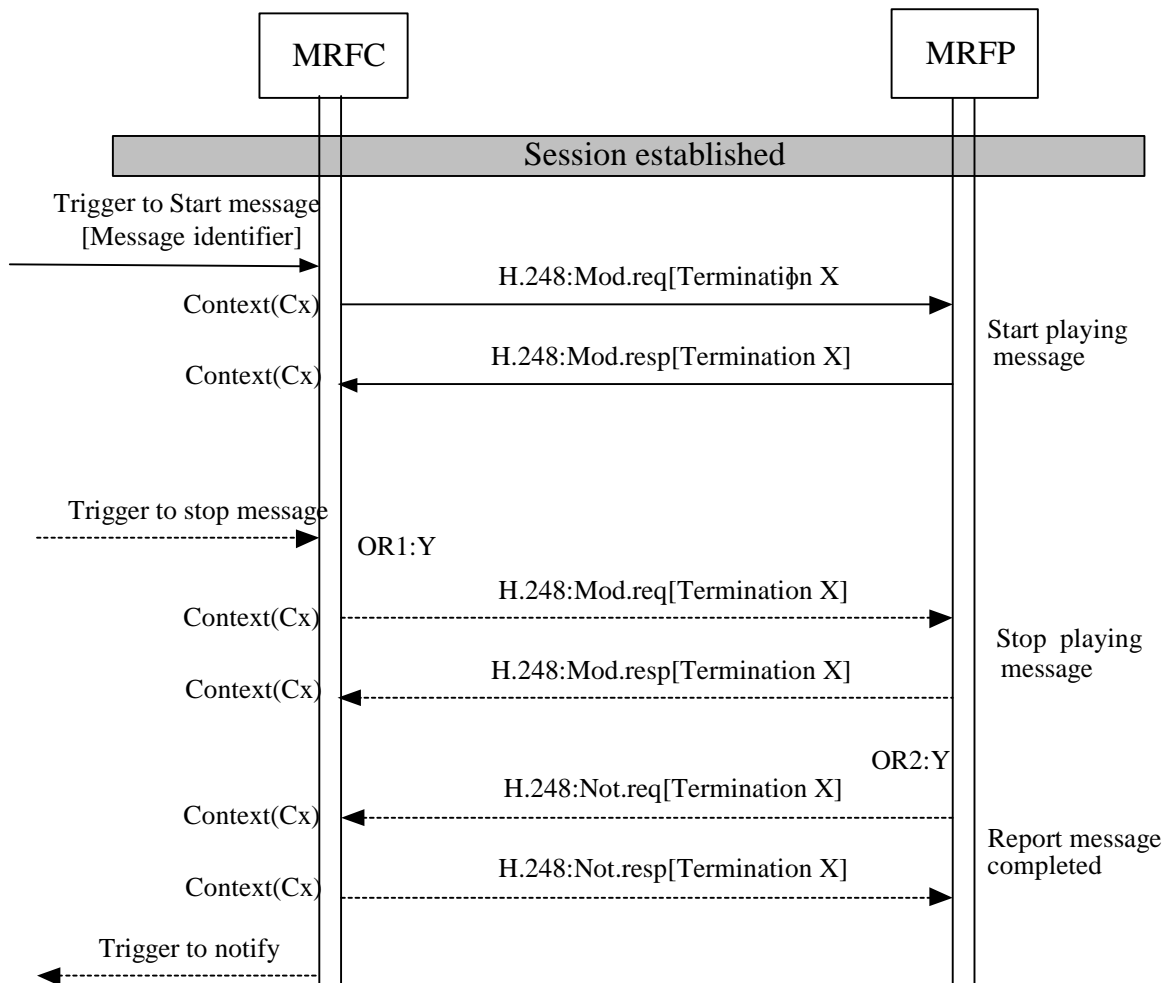 MRFC
MRFP
Session established
Trigger to Start message
[Message identifier]
H.248:Mod.req[Termination X]
Context(Cx)
Start playing
message
H.248:Mod.resp[Termination X]
Context(Cx)
Trigger to stop message
OR1:Y
H.248:Mod.req[Termination X]
Context(Cx)
Stop playing
message
H.248:Mod.resp[Termination X]
Context(Cx)
OR2:Y
H.248:Not.req[Termination X]
Context(Cx)
Report message
completed
H.248:Not.resp[Termination X]
Context(Cx)
Trigger to notify